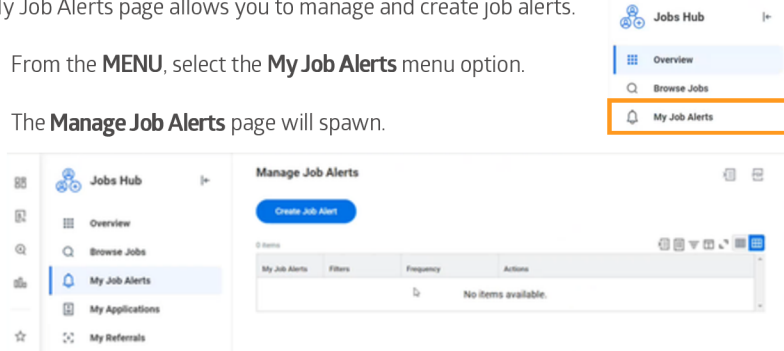 My Job Alerts page allows you to manage and create job alerts.
From the MENU, select the My Job Alerts menu option.
The Manage Job Alerts page will spawn.
Jobs Hub
Overview
Browse Jobs
My Job Alerts
Jobs Hub
Overview
Browse Jobs
My Job Alerts
My Applications
My Referrals
Manage Job Alerts
Create Job Alert
0 items
My Job Alerts Filters Frequency Actions
No items available.